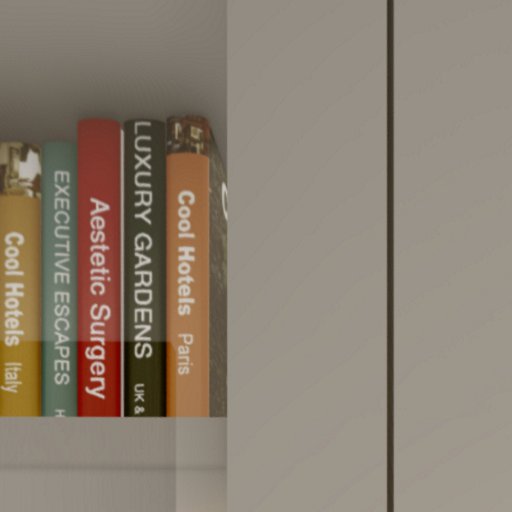 Cool Hotels Italy
EXECUTIVE ESCAPES H
Aestetic Surgery
LUXURY GARDENS UK &
Cool Hotels Paris